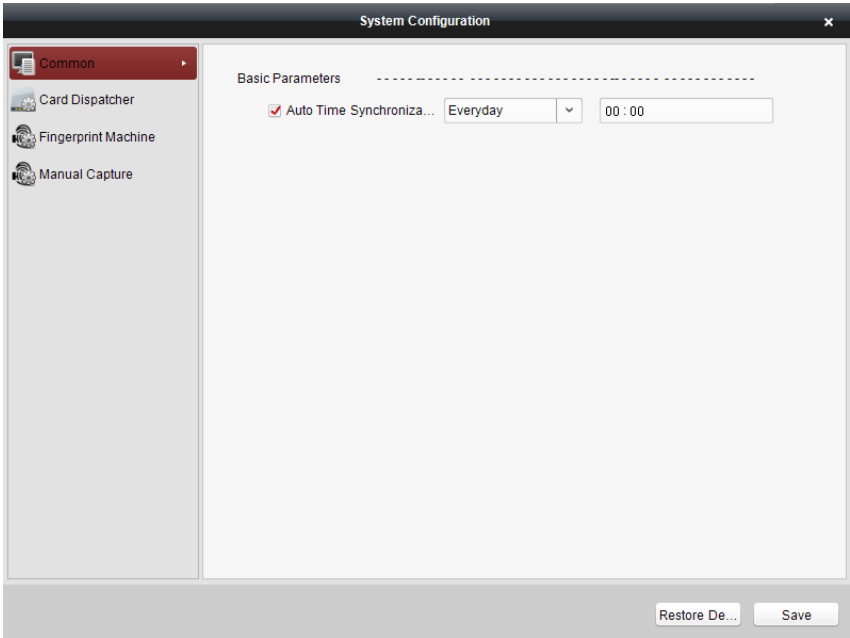 System Configuration
Common
Card Dispatcher
Fingerprint Machine
Manual Capture
Basic Parameters
Auto Time Synchroniza... Everyday 00 : 00
Restore De... Save